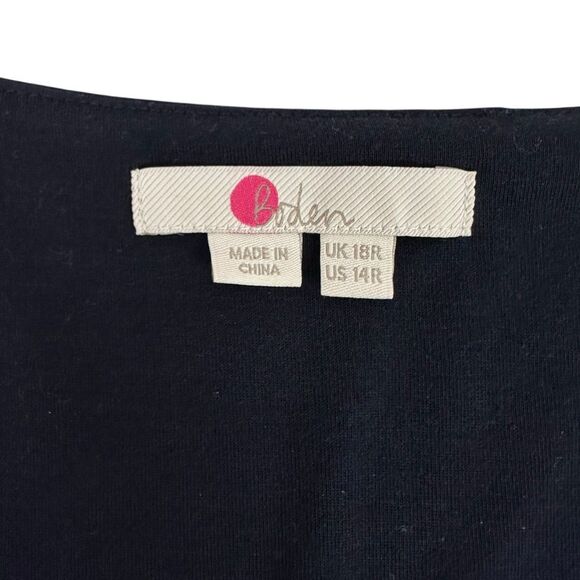 Boden
MADE IN
CHINA
UK 18R
US 14R